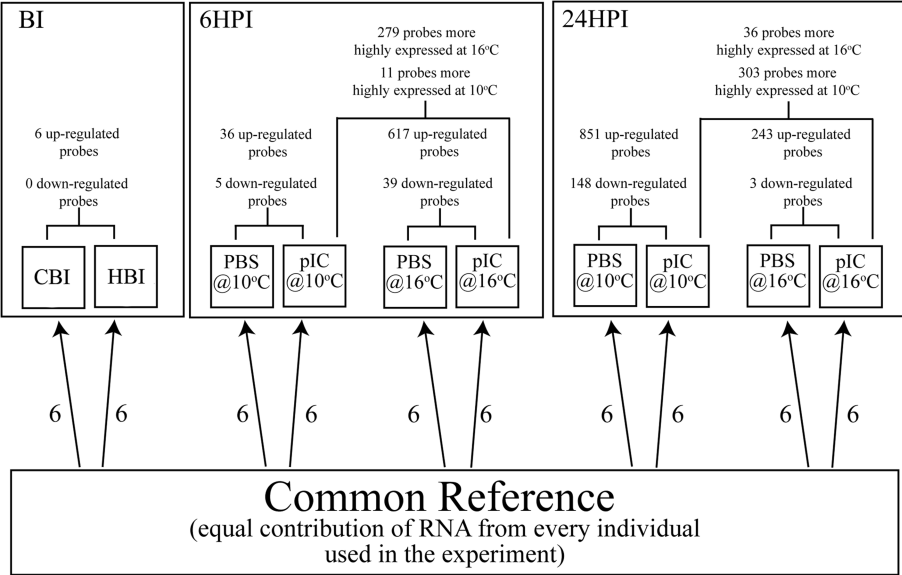 BI
6 up-regulated
probes
0 down-regulated
probes
CBI
HBI
6HPI
279 probes more
highly expressed at 16°C
11 probes more
highly expressed at 10°C
36 up-regulated
probes
5 down-regulated
probes
617 up-regulated
probes
39 down-regulated
probes
PBS
@10°C
pIC
@10°C
PBS
@16°C
pIC
@16°C
24HPI
36 probes more
highly expressed at 16°C
303 probes more
highly expressed at 10°C
851 up-regulated
probes
148 down-regulated
probes
243 up-regulated
probes
3 down-regulated
probes
PBS
@10°C
pIC
@10°C
PBS
@16°C
pIC
@16°C
6 6 6 6 6 6 6 6 6 6
Common Reference
(equal contribution of RNA from every individual
used in the experiment)